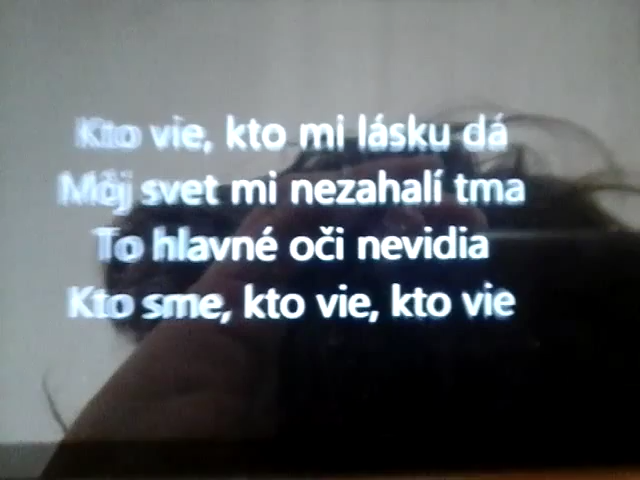 Kto vie, kto mi lásku dá
Môj svet mi nezahalí tma
To hlavné oči nevidia
Kto sme, kto vie, kto vie